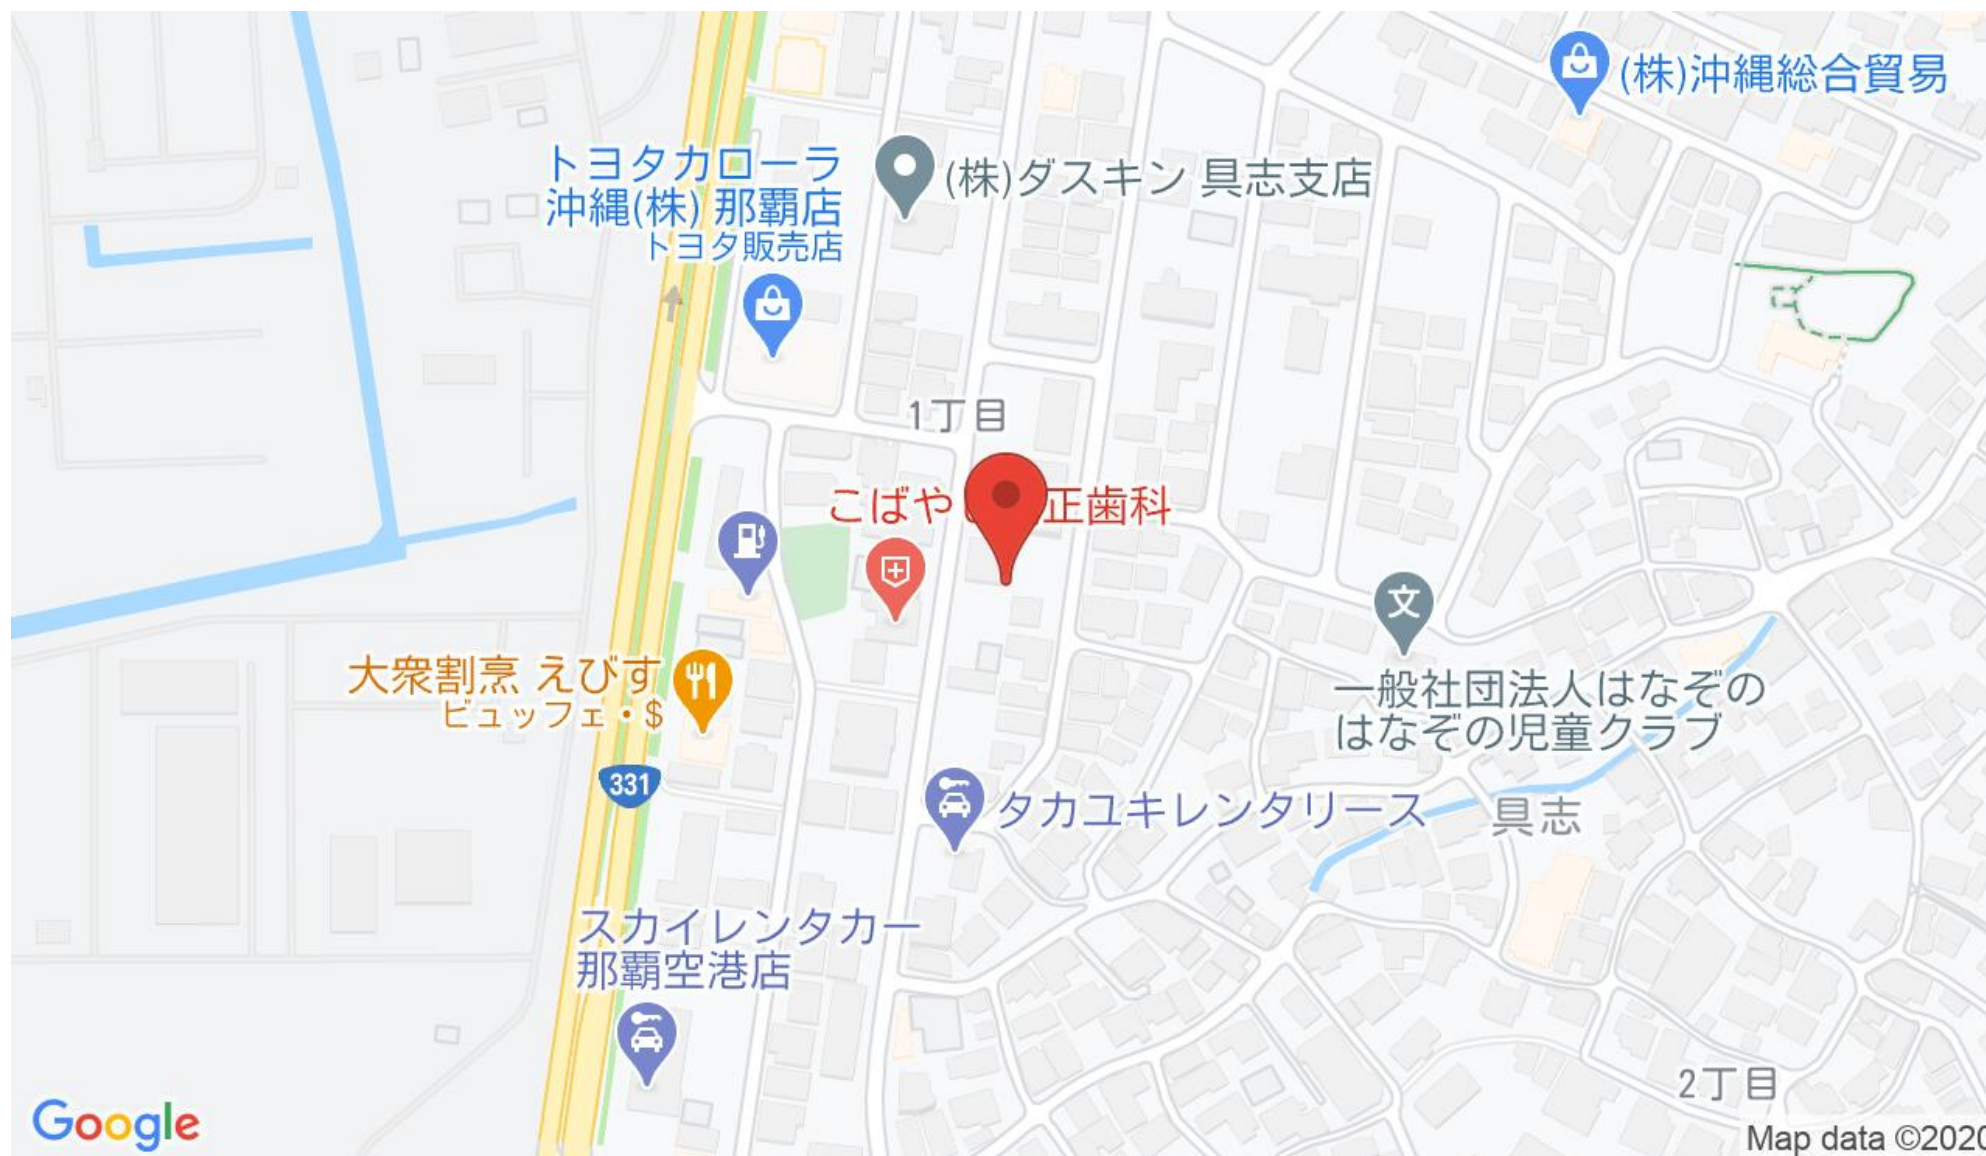 (株)沖縄総合貿易
トヨタカローラ
沖縄(株) 那覇店
トヨタ販売店
(株)ダスキン 具志支店
1丁目
こばや 正歯科
大衆割烹 えびす
ビュッフェ・$
文
一般社団法人はなぞの
はなぞの児童クラブ
331
タカユキレンタリース
具志
スカイレンタカー
那覇空港店
2丁目
Google
Map data ©2020